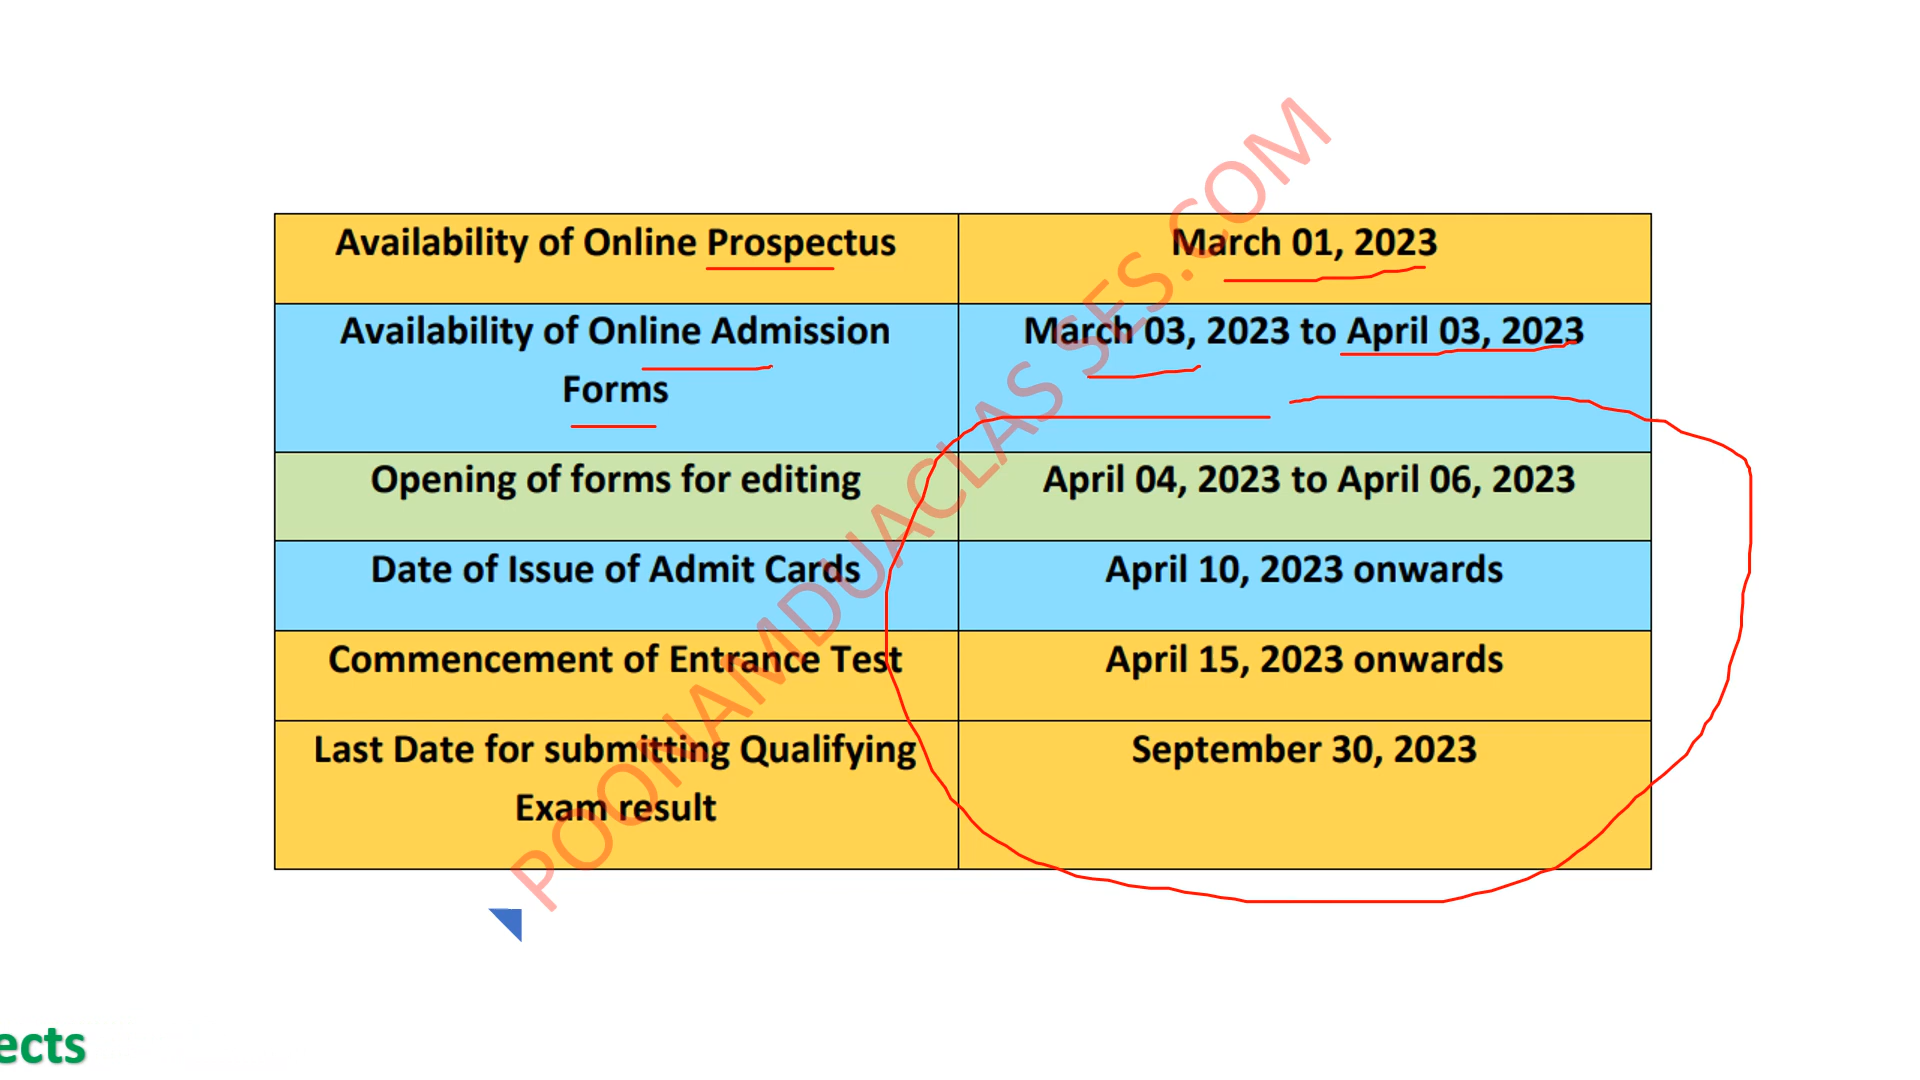 Availability of Online Prospectus
March 01, 2023
Availability of Online Admission
Forms
March 03, 2023 to April 03, 2023
Opening of forms for editing
April 04, 2023 to April 06, 2023
Date of Issue of Admit Cards
April 10, 2023 onwards
Commencement of Entrance Test
April 15, 2023 onwards
Last Date for submitting Qualifying
Exam result
September 30, 2023
POONAMDUACLAS SES.COM
ects